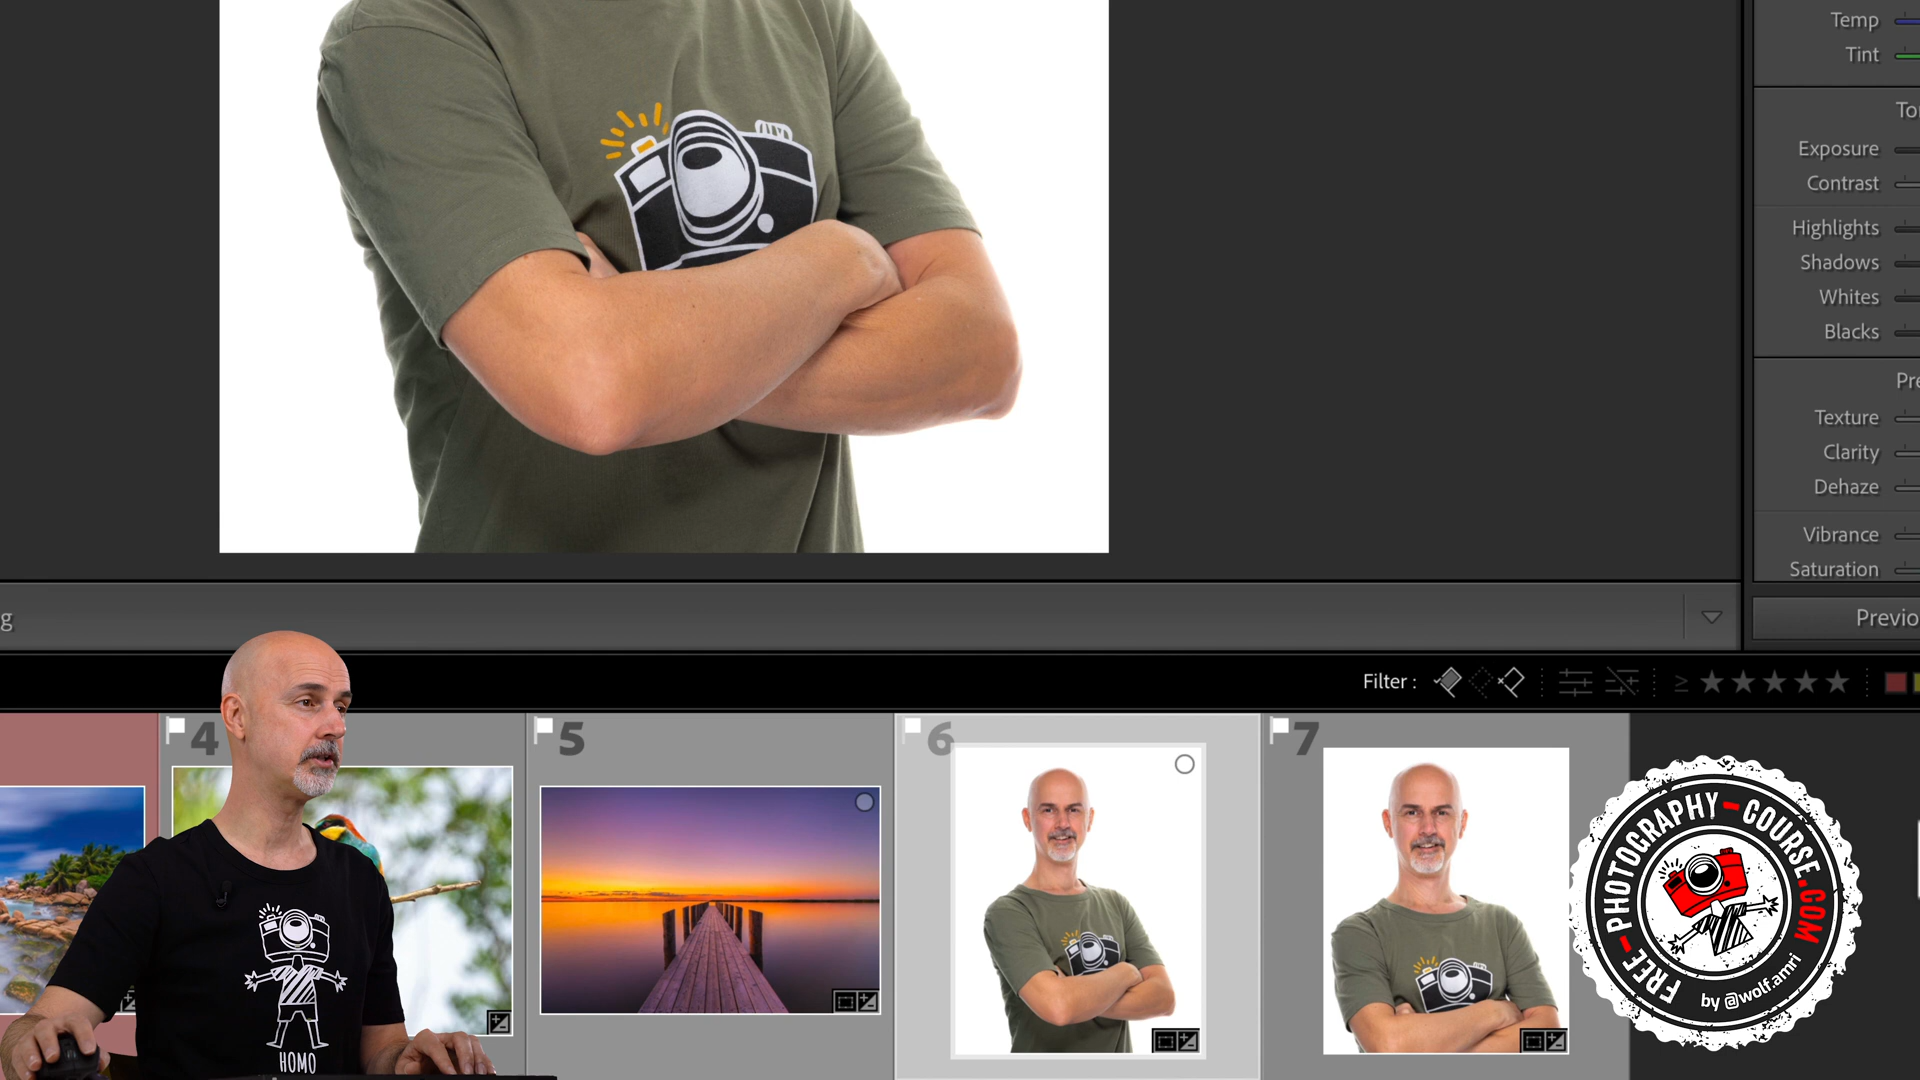 Temp
Tint
To
Exposure
Contrast
Highlights
Shadows
Whites
Blacks
Pre
Texture
Clarity
Dehaze
Vibrance
Saturation
g
Previo
Filter :
4
5
6
7
HOMO
FREE-PHOTOGRAPHY-COURSE.COM
by @wolf.amri